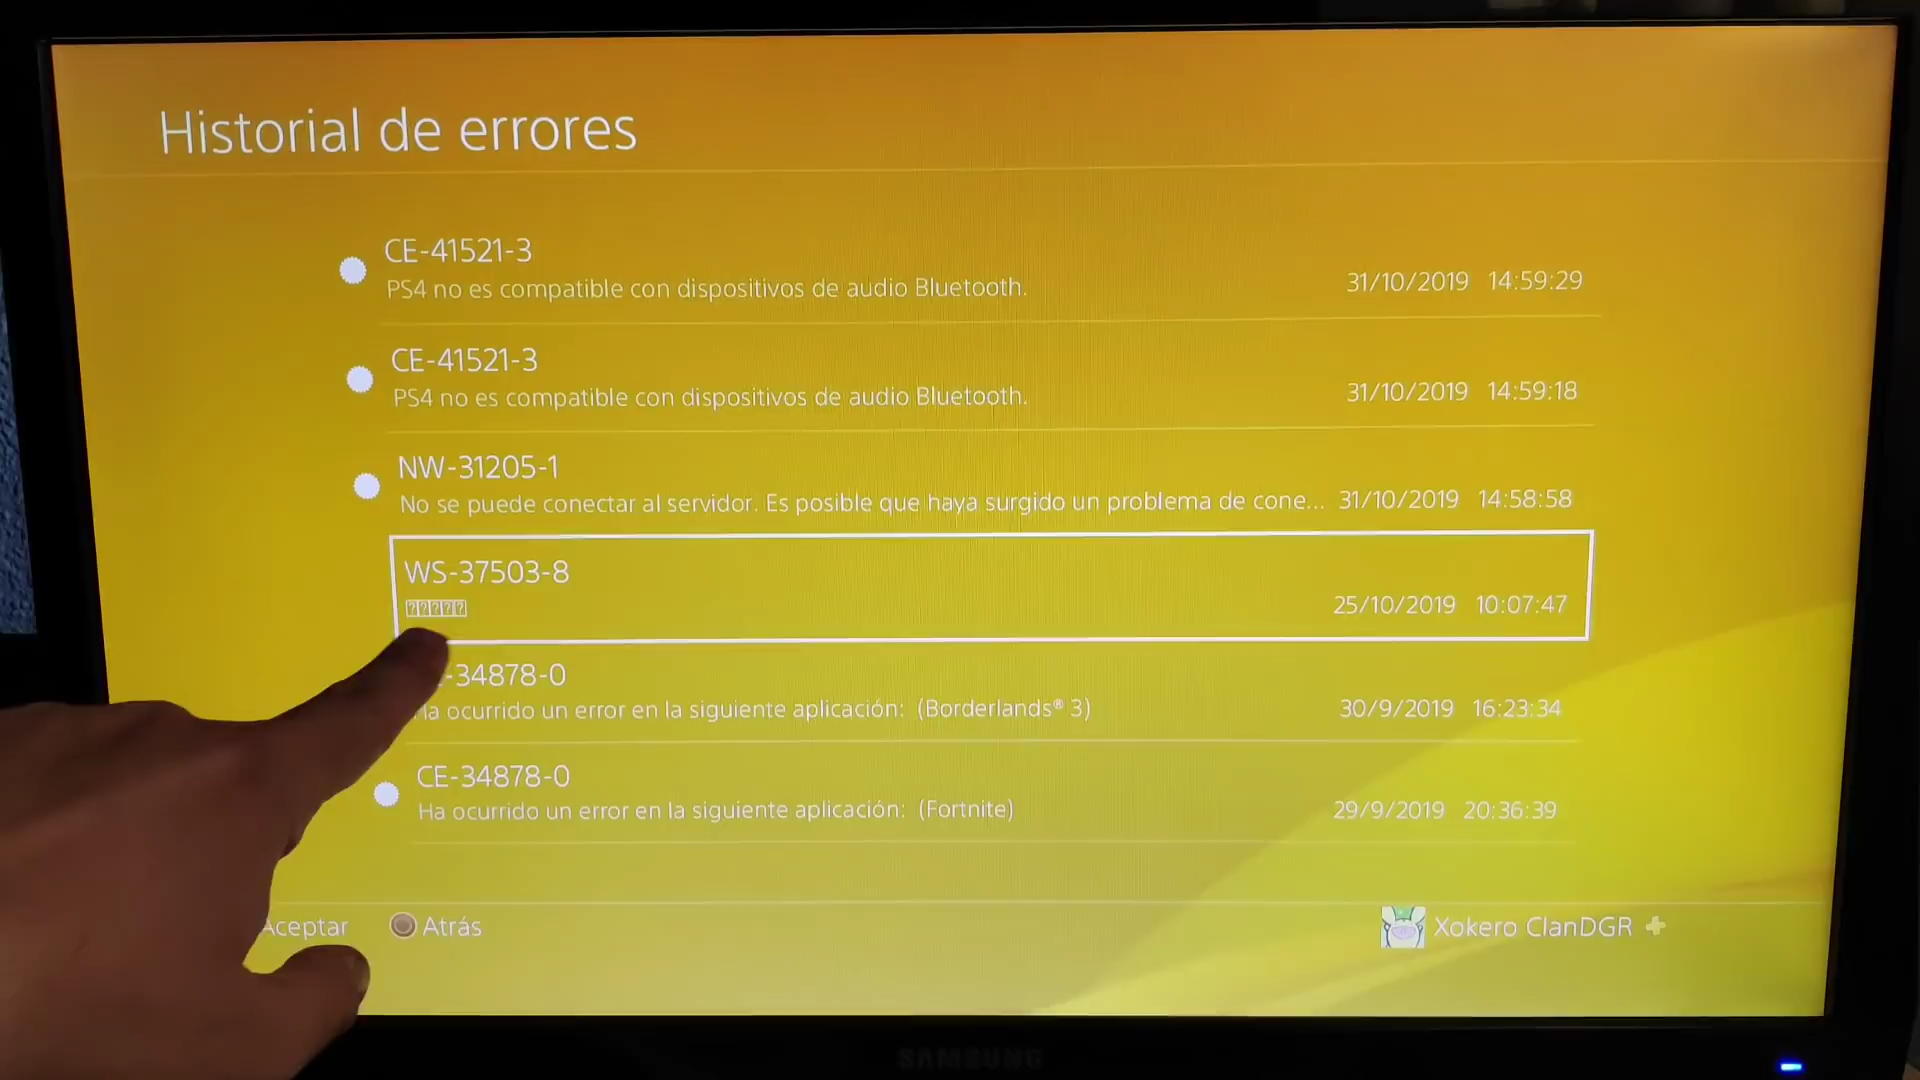 Historial de errores
CE-41521-3
PS4 no es compatible con dispositivos de audio Bluetooth.
31/10/2019 14:59:29
CE-41521-3
PS4 no es compatible con dispositivos de audio Bluetooth.
31/10/2019 14:59:18
NW-31205-1
No se puede conectar al servidor. Es posible que haya surgido un problema de cone...
31/10/2019 14:58:58
WS-37503-8
25/10/2019 10:07:47
-34878-0
Ha ocurrido un error en la siguiente aplicación: (Borderlands® 3)
30/9/2019 16:23:34
CE-34878-0
Ha ocurrido un error en la siguiente aplicación: (Fortnite)
29/9/2019 20:36:39
Aceptar
Atrás
Xokero ClanDGR
SAMSUNG